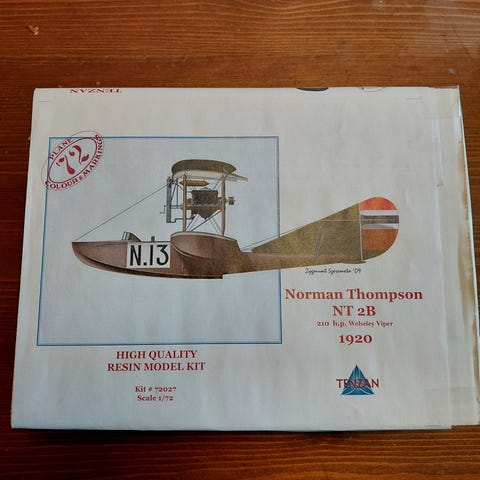 TENZAN
PLANE
72
COLOUR & MARKINGS
N.13
Zygmunt Szeremeta '09
Norman Thompson
NT 2B
210 h.p. Wolseley Viper
1920
HIGH QUALITY
RESIN MODEL KIT
Kit # 72027
Scale 1/72
TENZAN